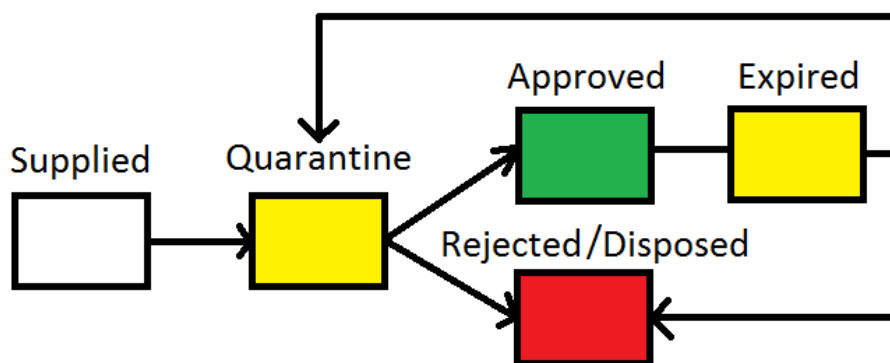 Approved
Expired
Supplied
Quarantine
Rejected/Disposed